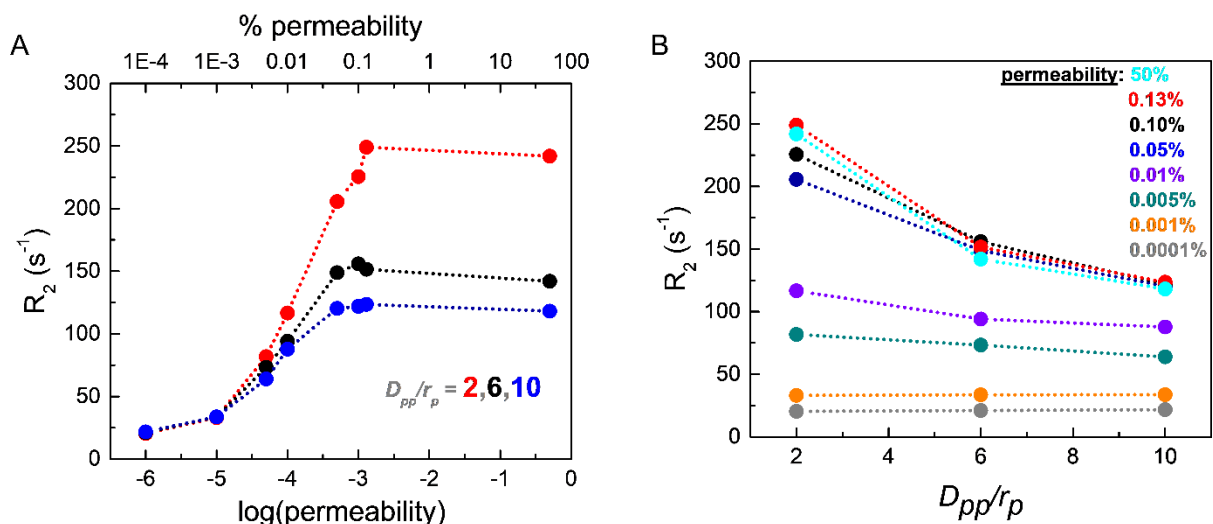 A
% permeability
1E-4 1E-3 0.01 0.1 1 10 100
300
250
200
150
100
50
0
R2 (s-1)
Dpp/rp = 2,6,10
-6 -5 -4 -3 -2 -1 0
log(permeability)
B
300
250
200
150
100
50
0
R2 (s-1)
permeability: 50%
0.13%
0.10%
0.05%
0.01%
0.005%
0.001%
0.0001%
2 4 6 8 10
Dpp/rp